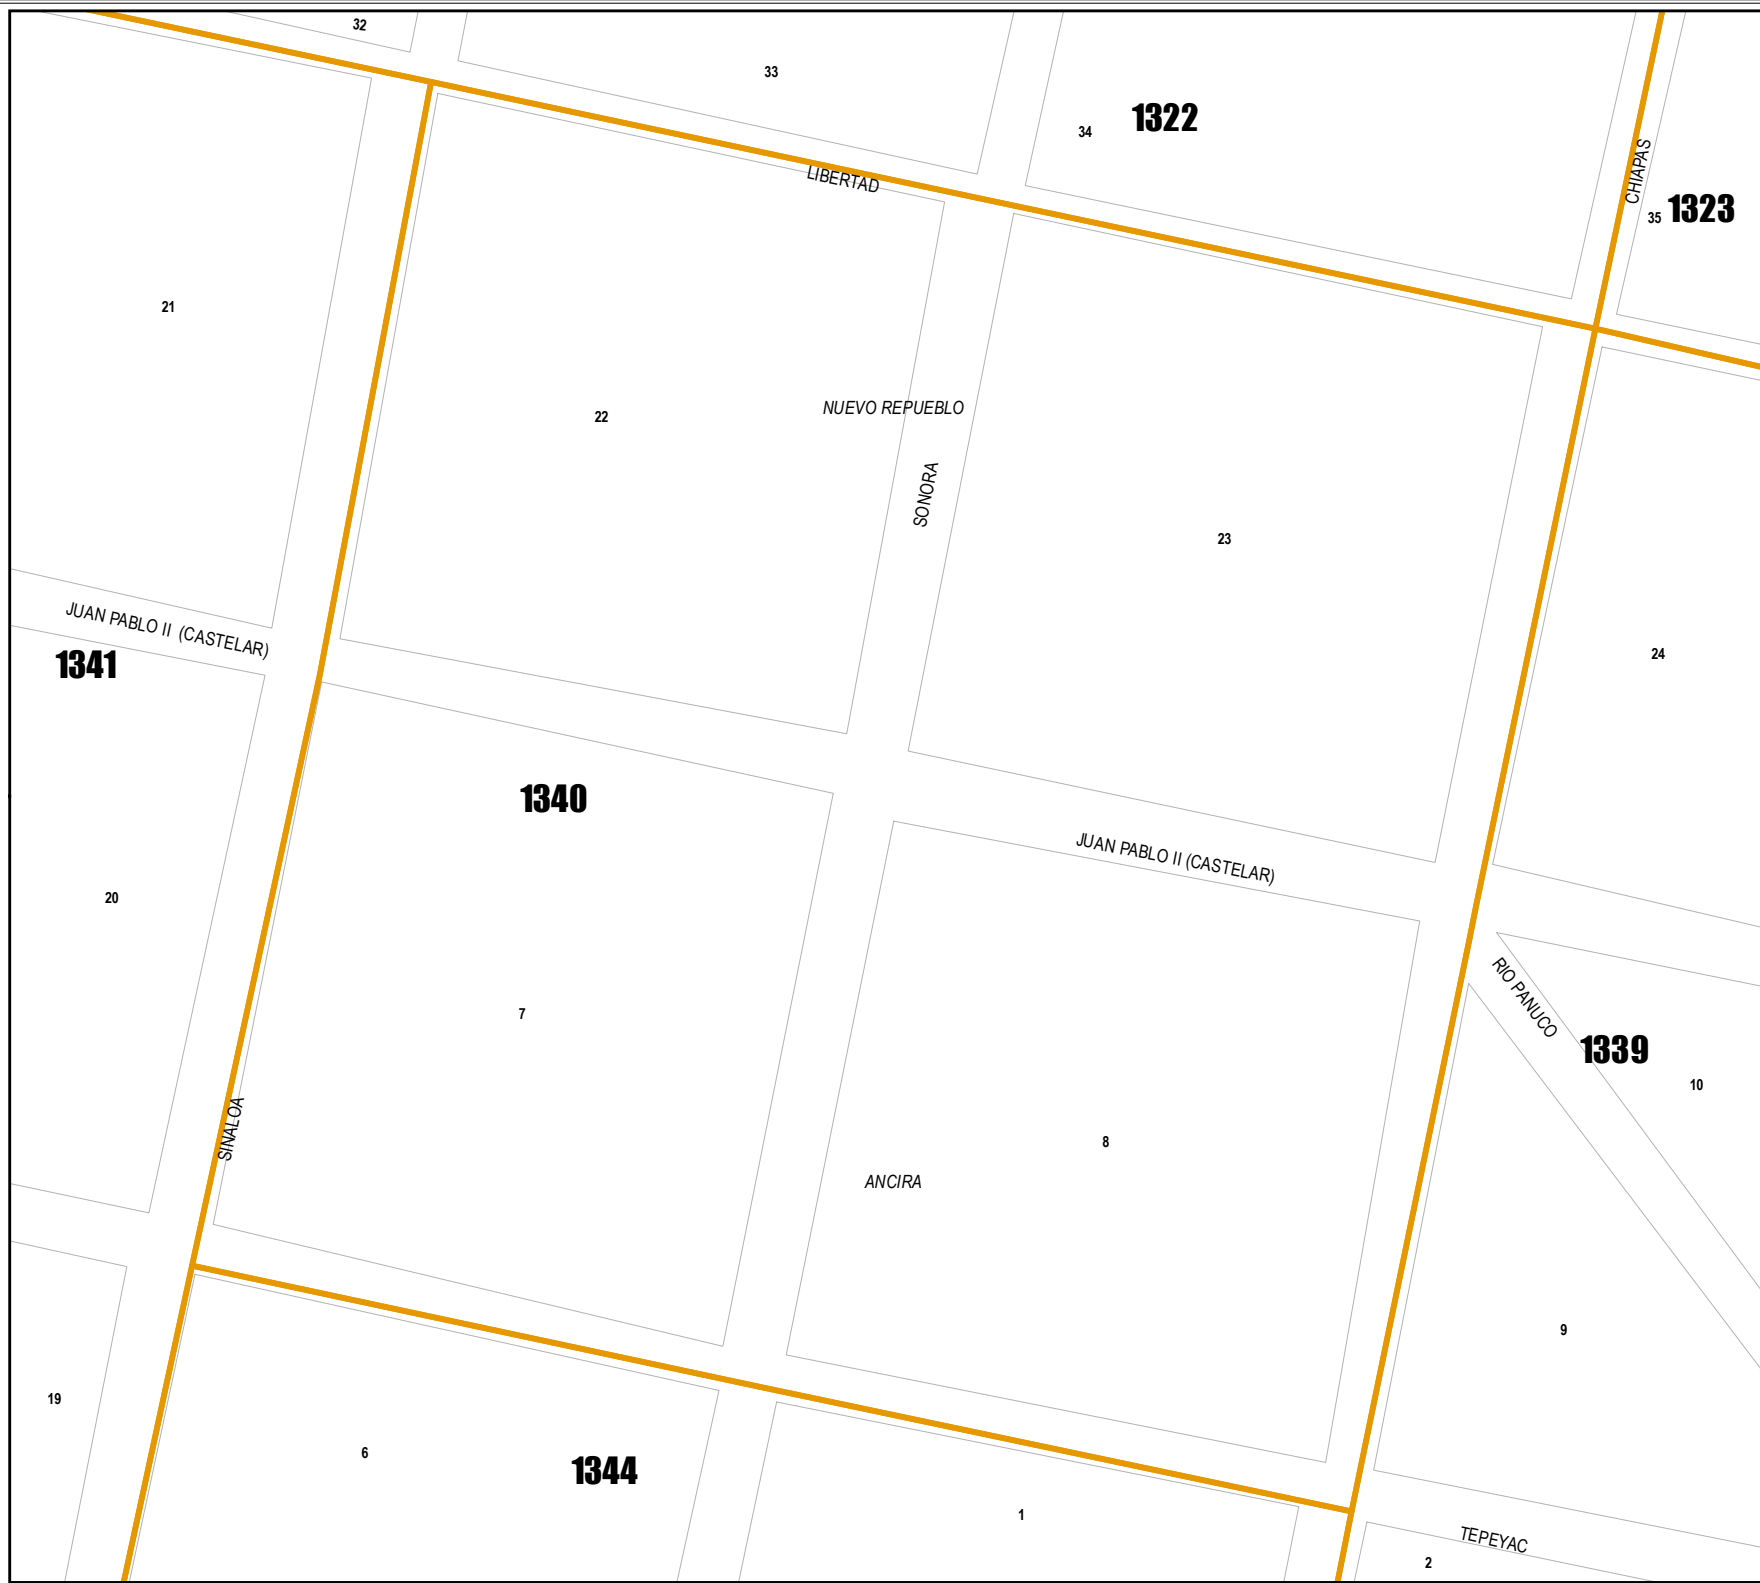 32
33
34
1322
CHIAPAS
LIBERTAD
35
1323
21
22
NUEVO REPUEBLO
SONORA
23
JUAN PABLO II (CASTELAR)
1341
24
1340
JUAN PABLO II (CASTELAR)
20
RIO PANUCO
7
1339
10
SINALOA
8
ANCIRA
9
19
6
1344
1
TEPEYAC
2